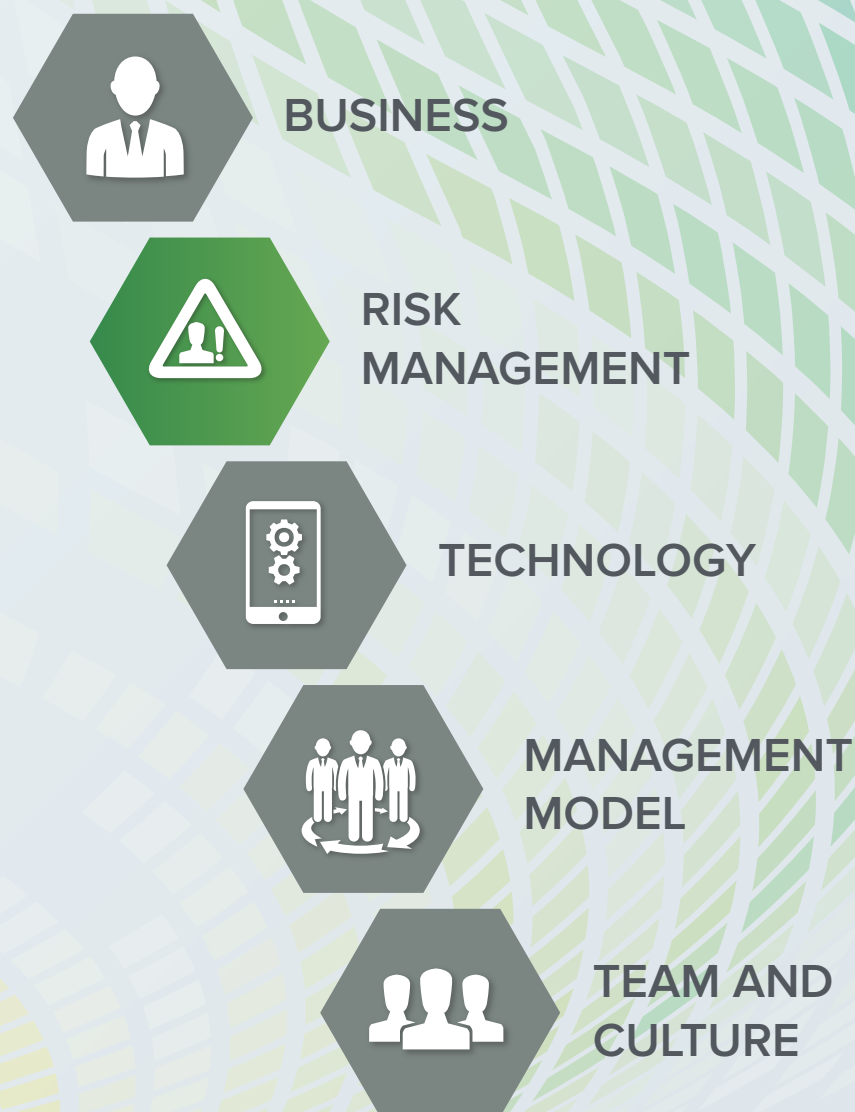 BUSINESS
RISK
MANAGEMENT
TECHNOLOGY
MANAGEMENT
MODEL
TEAM AND
CULTURE